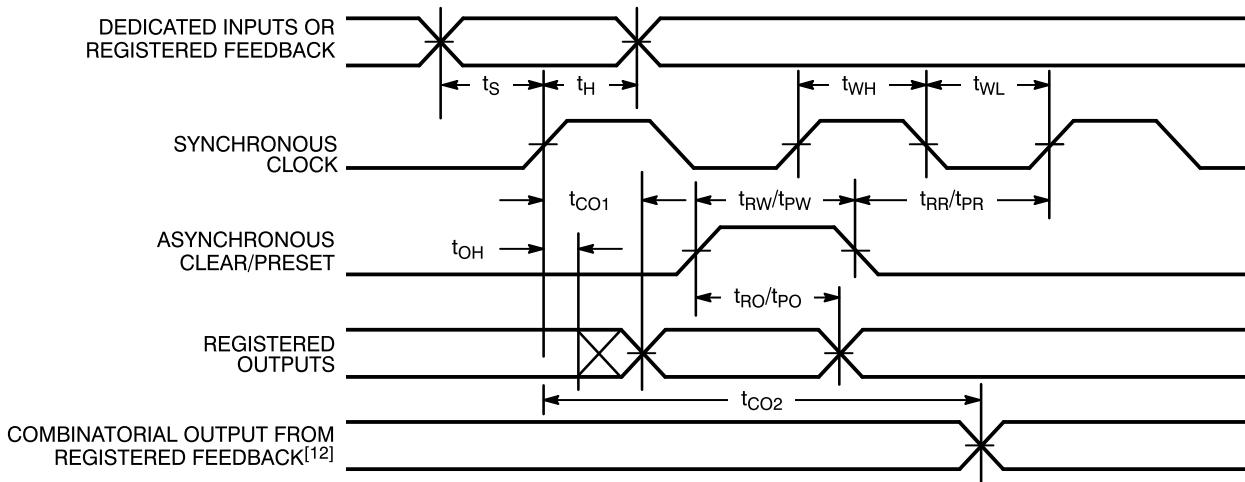 DEDICATED INPUTS OR
REGISTERED FEEDBACK
tS
tH
tWH
tWL
SYNCHRONOUS
CLOCK
tCO1
tRW/tPW
tRR/tPR
ASYNCHRONOUS
CLEAR/PRESET
tOH
tRO/tPO
REGISTERED
OUTPUTS
tCO2
COMBINATORIAL OUTPUT FROM
REGISTERED FEEDBACK[12]